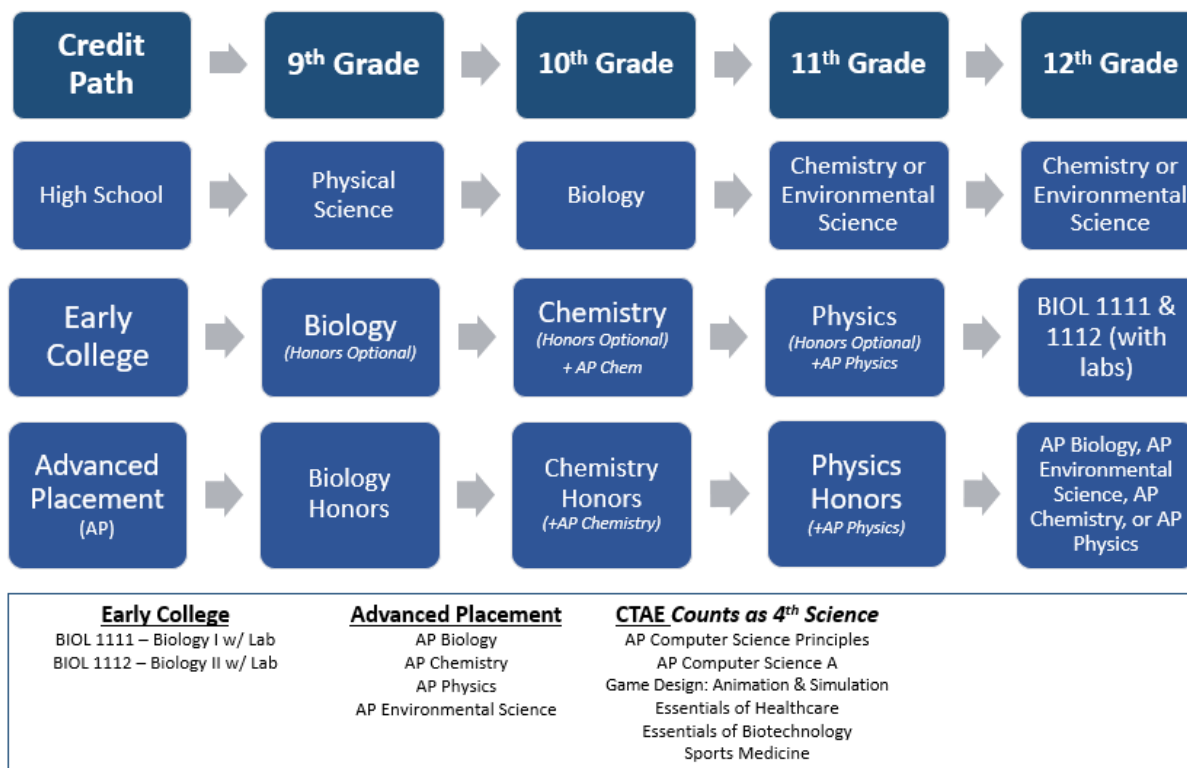 Credit
Path
9th Grade
10th Grade
11th Grade
12th Grade
High School
Physical
Science
Biology
Chemistry or
Environmental
Science
Chemistry or
Environmental
Science
Early
College
Biology
(Honors Optional)
Chemistry
(Honors Optional)
+ AP Chem
Physics
(Honors Optional)
+AP Physics
BIOL 1111 &
1112 (with
labs)
Advanced
Placement
(AP)
Biology
Honors
Chemistry
Honors
(+AP Chemistry)
Physics
Honors
(+AP Physics)
AP Biology, AP
Environmental
Science, AP
Chemistry, or AP
Physics
Early College
BIOL 1111 – Biology I w/ Lab
BIOL 1112 – Biology II w/ Lab
Advanced Placement
AP Biology
AP Chemistry
AP Physics
AP Environmental Science
CTAE Counts as 4th Science
AP Computer Science Principles
AP Computer Science A
Game Design: Animation & Simulation
Essentials of Healthcare
Essentials of Biotechnology
Sports Medicine